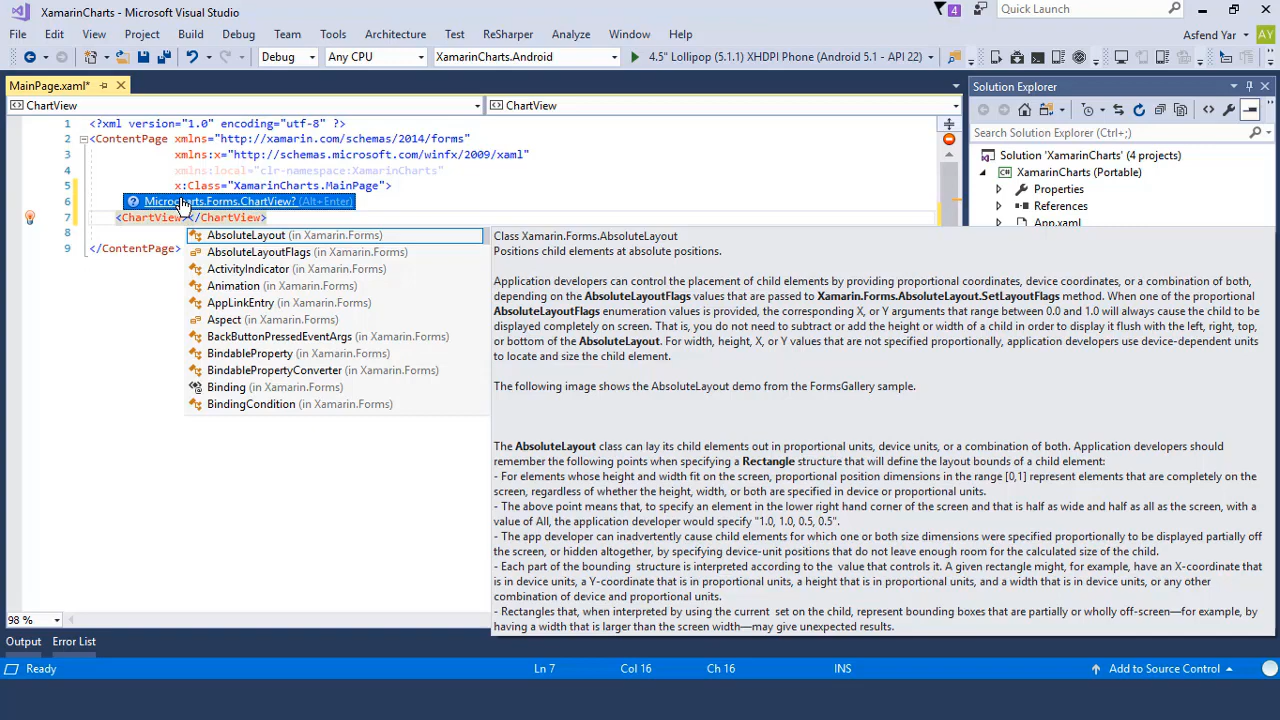 XamarinCharts - Microsoft Visual Studio
4
Quick Launch
File Edit View Project Build Debug Team Tools Architecture Test ReSharper Analyze Window Help
Asfend Yar AY
Debug Any CPU XamarinCharts.Android 4.5" Lollipop (5.1.1) XHDPI Phone (Android 5.1 - API 22)
MainPage.xaml*
Solution Explorer
ChartView ChartView
Search Solution Explorer (Ctrl+;)
1 <?xml version="1.0" encoding="utf-8" ?>
2 <ContentPage xmlns="http://xamarin.com/schemas/2014/forms"
3 xmlns:x="http://schemas.microsoft.com/winfx/2009/xaml"
4 xmlns:local="clr-namespace:XamarinCharts"
5 x:Class="XamarinCharts.MainPage">
6 Microcharts.Forms.ChartView? (Alt+Enter)
7 <ChartView></ChartView>
8
9 </ContentPage>
Solution 'XamarinCharts' (4 projects)
XamarinCharts (Portable)
Properties
References
App.xaml
AbsoluteLayout (in Xamarin.Forms)
AbsoluteLayoutFlags (in Xamarin.Forms)
ActivityIndicator (in Xamarin.Forms)
Animation (in Xamarin.Forms)
AppLinkEntry (in Xamarin.Forms)
Aspect (in Xamarin.Forms)
BackButtonPressedEventArgs (in Xamarin.Forms)
BindableProperty (in Xamarin.Forms)
BindablePropertyConverter (in Xamarin.Forms)
Binding (in Xamarin.Forms)
BindingCondition (in Xamarin.Forms)
Class Xamarin.Forms.AbsoluteLayout
Positions child elements at absolute positions.
Application developers can control the placement of child elements by providing proportional coordinates, device coordinates, or a combination of both,
depending on the AbsoluteLayoutFlags values that are passed to Xamarin.Forms.AbsoluteLayout.SetLayoutFlags method. When one of the proportional
AbsoluteLayoutFlags enumeration values is provided, the corresponding X, or Y arguments that range between 0.0 and 1.0 will always cause the child to be
displayed completely on screen. That is, you do not need to subtract or add the height or width of a child in order to display it flush with the left, right, top,
or bottom of the AbsoluteLayout. For width, height, X, or Y values that are not specified proportionally, application developers use device-dependent units
to locate and size the child element.
The following image shows the AbsoluteLayout demo from the FormsGallery sample.
The AbsoluteLayout class can lay its child elements out in proportional units, device units, or a combination of both. Application developers should
remember the following points when specifying a Rectangle structure that will define the layout bounds of a child element:
- For elements whose height and width fit on the screen, proportional position dimensions in the range [0,1] represent elements that are completely on the
screen, regardless of whether the height, width, or both are specified in device or proportional units.
- The above point means that, to specify an element in the lower right hand corner of the screen and that is half as wide and half as all as the screen, with a
value of All, the application developer would specify "1.0, 1.0, 0.5, 0.5".
- The app developer can inadvertently cause child elements for which one or both size dimensions were specified proportionally to be displayed partially off
the screen, or hidden altogether, by specifying device-unit positions that do not leave enough room for the calculated size of the child.
- Each part of the bounding structure is interpreted according to the value that controls it. A given rectangle might, for example, have an X-coordinate that
is in device units, a Y-coordinate that is in proportional units, a height that is in proportional units, and a width that is in device units, or any other
combination of device and proportional units.
- Rectangles that, when interpreted by using the current set on the child, represent bounding boxes that are partially or wholly off-screen—for example, by
having a width that is larger than the screen width—may give unexpected results.
98 %
Output Error List
Ready Ln 7 Col 16 Ch 16 INS Add to Source Control